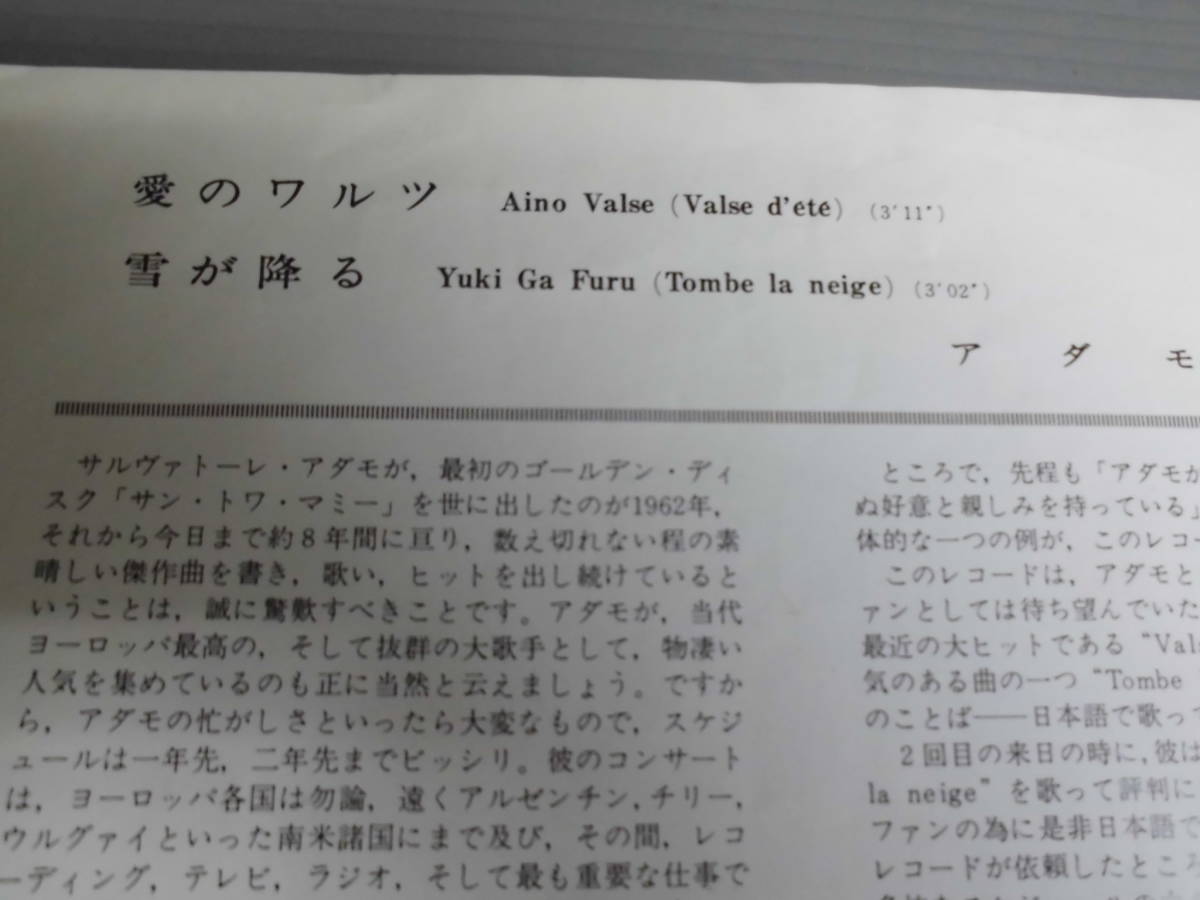 愛のワルツ Aino Valse (Valse d'été) (3'11")
雪が降る Yuki Ga Furu (Tombe la neige) (3'02")
アダモ
サルヴァトーレ・アダモが，最初のゴールデン・ディ
スク「サン・トワ・マミー」を世に出したのが1962年，
それから今日まで約8年間に亘り，数え切れない程の素
晴しい傑作曲を書き，歌い，ヒットを出し続けていると
いうことは，誠に驚歎すべきことです。アダモが，当代
ヨーロッパ最高の，そして抜群の大歌手として，物凄い
人気を集めているのも正に当然と云えましょう。ですか
ら，アダモの忙がしさといったら大変なもので，スケジ
ュールは一年先，二年先までビッシリ。彼のコンサート
は，ヨーロッパ各国は勿論，遠くアルゼンチン，チリー，
ウルグァイといった南米諸国にまで及び，その間，レコ
ーディング，テレビ，ラジオ，そして最も重要な仕事で
ところで，先程も「アダモが
ぬ好意と親しみを持っている」
体的な一つの例が，このレコー
このレコードは，アダモと
ァンとしては待ち望んでいた
最近の大ヒットである “Vals
気のある曲の一つ “Tombe
のことば——日本語で歌って
2回目の来日の時に，彼は
la neige” を歌って評判に
ファンの為に是非日本語で
レコードが依頼したところ